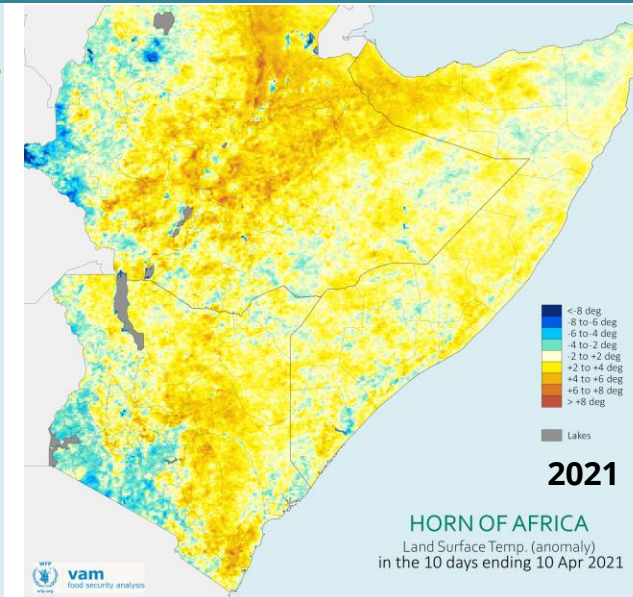 <-8 deg
-8 to-6 deg
-6 to-4 deg
-4 to-2 deg
-2 to +2 deg
+2 to +4 deg
+4 to +6 deg
+6 to +8 deg
> +8 deg
Lakes
2021
HORN OF AFRICA
Land Surface Temp. (anomaly)
in the 10 days ending 10 Apr 2021
WFP
wfp.org
vam
food security analysis